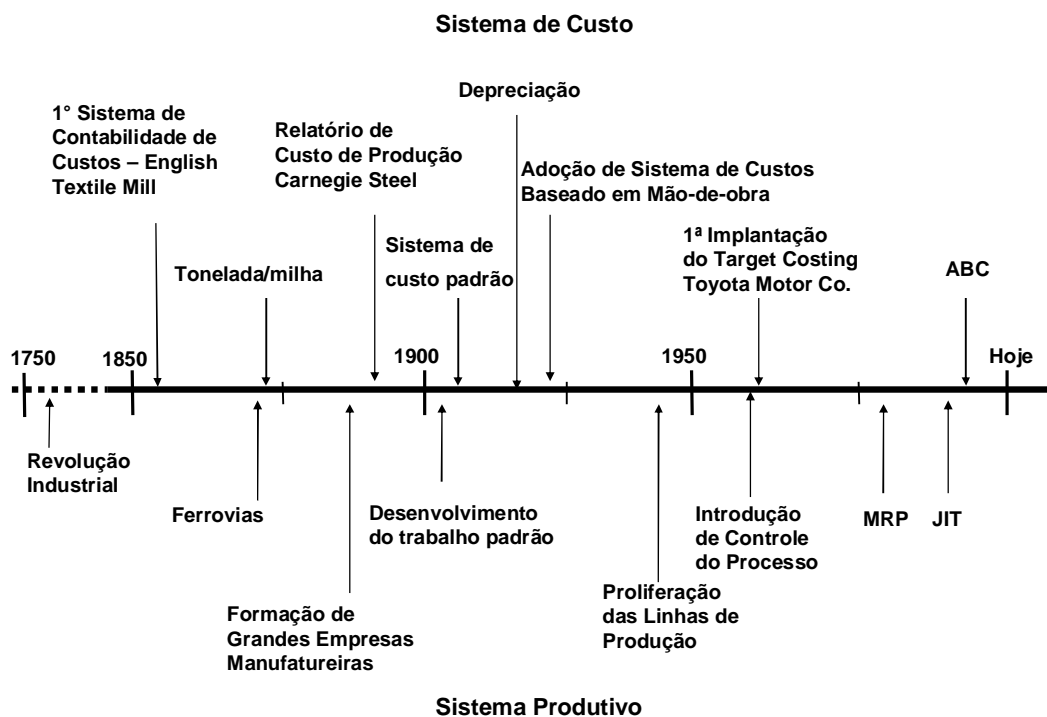 Sistema de Custo
Depreciação
1° Sistema de
Contabilidade de
Custos – English
Textile Mill
Relatório de
Custo de Produção
Carnegie Steel
Adoção de Sistema de Custos
Baseado em Mão-de-obra
Sistema de
custo padrão
1ª Implantação
do Target Costing
Toyota Motor Co.
Tonelada/milha
ABC
1750
1850
1900
1950
Hoje
Revolução
Industrial
Ferrovias
Desenvolvimento
do trabalho padrão
Introdução
de Controle
do Processo
MRP
JIT
Proliferação
das Linhas de
Produção
Formação de
Grandes Empresas
Manufatureiras
Sistema Produtivo